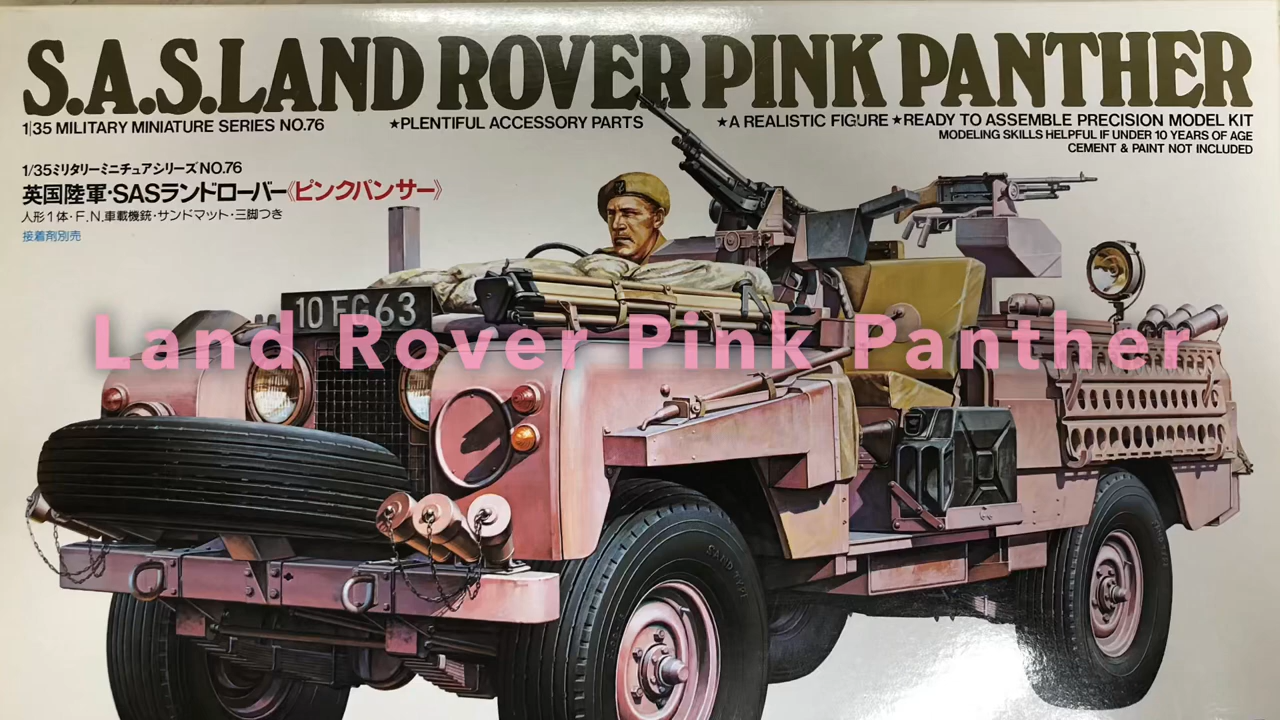 S.A.S.LAND ROVER PINK PANTHER
1/35 MILITARY MINIATURE SERIES NO.76
★PLENTIFUL ACCESSORY PARTS
★A REALISTIC FIGURE ★READY TO ASSEMBLE PRECISION MODEL KIT
MODELING SKILLS HELPFUL IF UNDER 10 YEARS OF AGE
CEMENT & PAINT NOT INCLUDED
1/35ミリタリーミニチュアシリーズNO.76
英国陸軍・SASランドローバー《ピンクパンサー》
人形1体・F.N.車載機銃・サンドマット・三脚つき
接着剤別売
10 FG 63
Land Rover Pink Panther